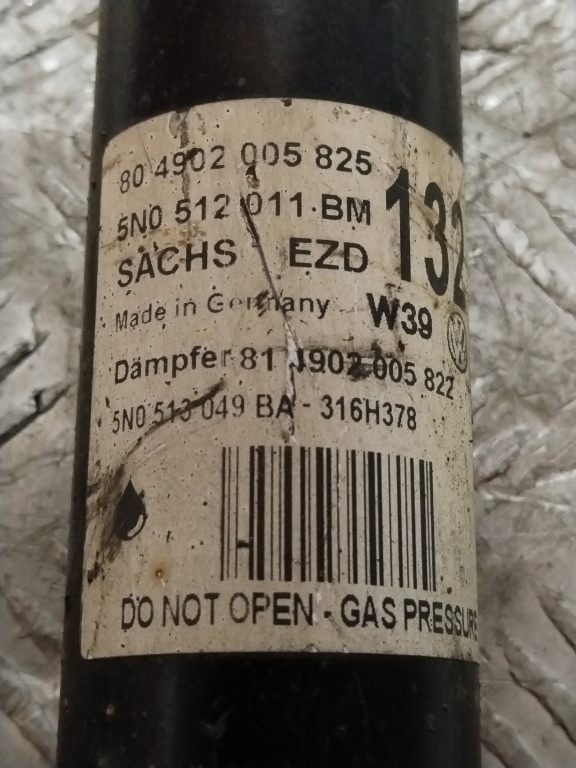 80 4902 005 825
5N0 512 011 BM
132
SACHS EZD
Made in Germany W39
Dämpfer 81 4902 005 822
5N0 513 049 BA - 316H378
DO NOT OPEN - GAS PRESSURE